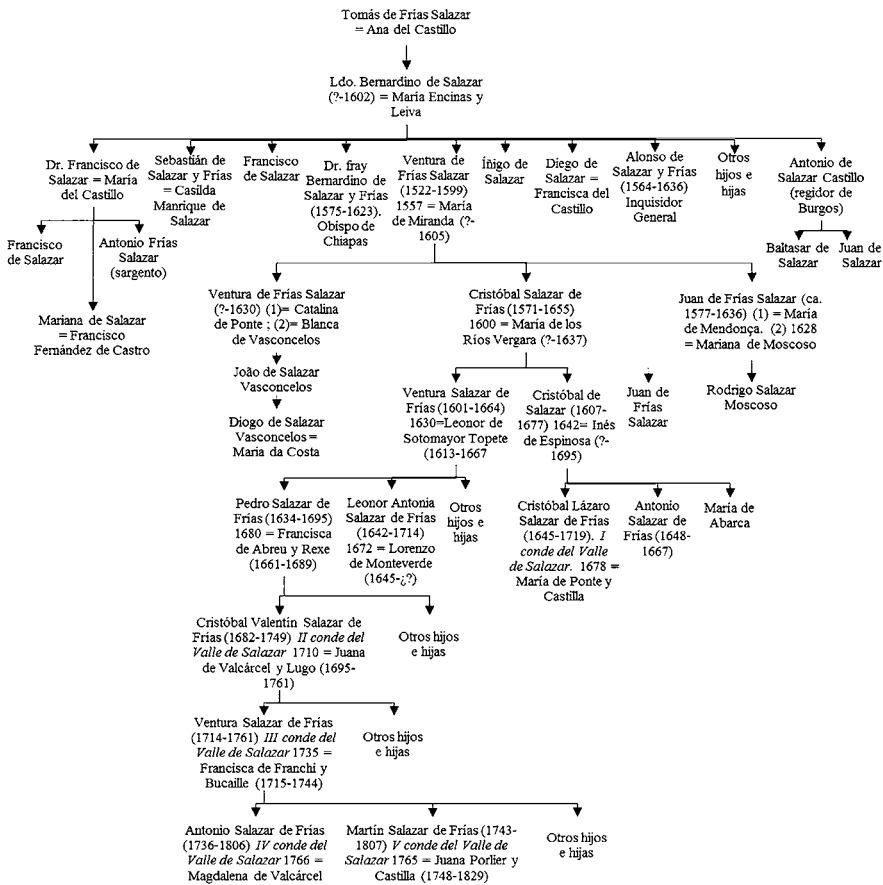 Tomás de Frías Salazar
= Ana del Castillo
Ldo. Bernardino de Salazar
(?-1602) = María Encinas y
Leiva
Dr. Francisco de
Salazar = María
del Castillo
Sebastián de
Salazar y Frías
= Casilda
Manrique de
Salazar
Francisco
de Salazar
Dr. fray
Bernardino de
Salazar y Frías
(1575-1623).
Obispo de
Chiapas
Ventura de
Frías Salazar
(1522-1599)
1557 = María
de Miranda (?-
1605)
Íñigo de
Salazar
Diego de
Salazar =
Francisca del
Castillo
Alonso de
Salazar y Frías
(1564-1636)
Inquisidor
General
Otros
hijos e
hijas
Antonio de
Salazar Castillo
(regidor de
Burgos)
Francisco
de Salazar
Antonio Frías
Salazar
(sargento)
Mariana de Salazar
= Francisco
Fernández de Castro
Baltasar de
Salazar
Juan de
Salazar
Ventura de Frías Salazar
(?-1630) (1)= Catalina
de Ponte ; (2)= Blanca
de Vasconcelos
Cristóbal Salazar de
Frías (1571-1655)
1600 = María de los
Ríos Vergara (?-1637)
Juan de Frías Salazar (ca.
1577-1636) (1) = María
de Mendonça. (2) 1628
= Mariana de Moscoso
João de Salazar
Vasconcelos
Diogo de Salazar
Vasconcelos =
Maria da Costa
Ventura Salazar de
Frías (1601-1664)
1630=Leonor de
Sotomayor Topete
(1613-1667
Cristóbal de
Salazar (1607-
1677) 1642= Inés
de Espinosa (?-
1695)
Juan de
Frías
Salazar
Rodrigo Salazar
Moscoso
Pedro Salazar de
Frías (1634-1695)
1680 = Francisca
de Abreu y Rexe
(1661-1689)
Leonor Antonia
Salazar de Frías
(1642-1714)
1672 = Lorenzo
de Monteverde
(1645-¿?)
Otros
hijos e
hijas
Cristóbal Lázaro
Salazar de Frías
(1645-1719). I
conde del Valle
de Salazar. 1678 =
María de Ponte y
Castilla
Antonio
Salazar de
Frías (1648-
1667)
María de
Abarca
Cristóbal Valentín Salazar de
Frías (1682-1749) II conde del
Valle de Salazar 1710 = Juana
de Valcárcel y Lugo (1695-
1761)
Otros hijos
e hijas
Ventura Salazar de Frías
(1714-1761) III conde del
Valle de Salazar 1735 =
Francisca de Franchi y
Bucaille (1715-1744)
Otros hijos
e hijas
Antonio Salazar de Frías
(1736-1806) IV conde del
Valle de Salazar 1766 =
Magdalena de Valcárcel
Martín Salazar de Frías (1743-
1807) V conde del Valle de
Salazar 1765 = Juana Porlier y
Castilla (1748-1829)
Otros hijos
e hijas